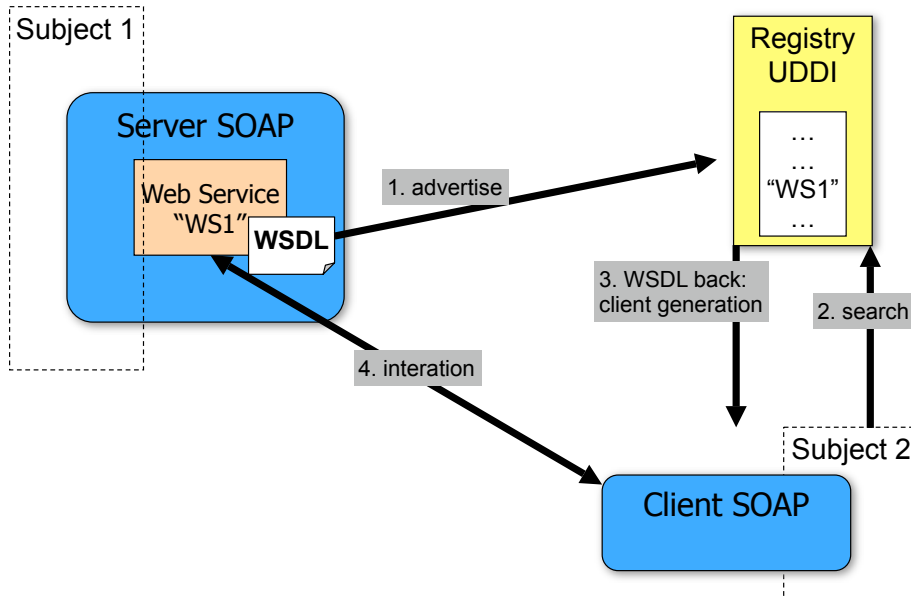 Subject 1
Server SOAP
Web Service
“WS1”
WSDL
1. advertise
Registry
UDDI
…
…
“WS1”
…
3. WSDL back:
client generation
2. search
4. interation
Subject 2
Client SOAP